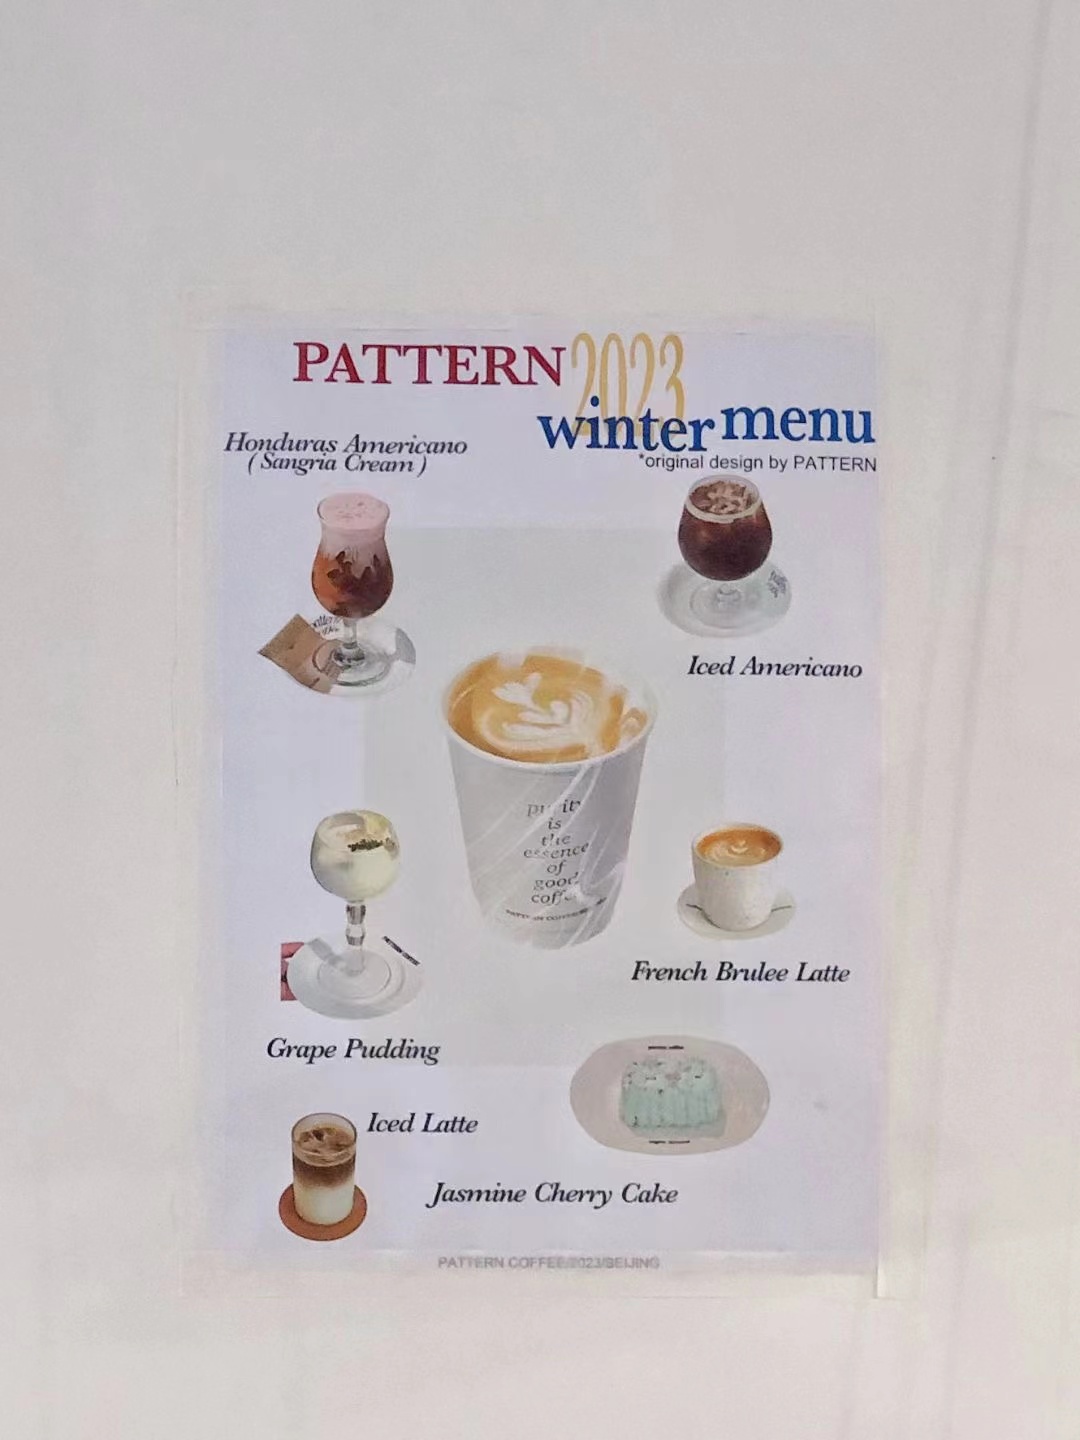 PATTERN 2023
winter menu
*original design by PATTERN
Honduras Americano
( Sangria Cream )
Iced Americano
purity
is
the
essence
of
good
coffee
French Brulee Latte
Grape Pudding
Iced Latte
Jasmine Cherry Cake
PATTERN COFFEE/2023/BEIJING